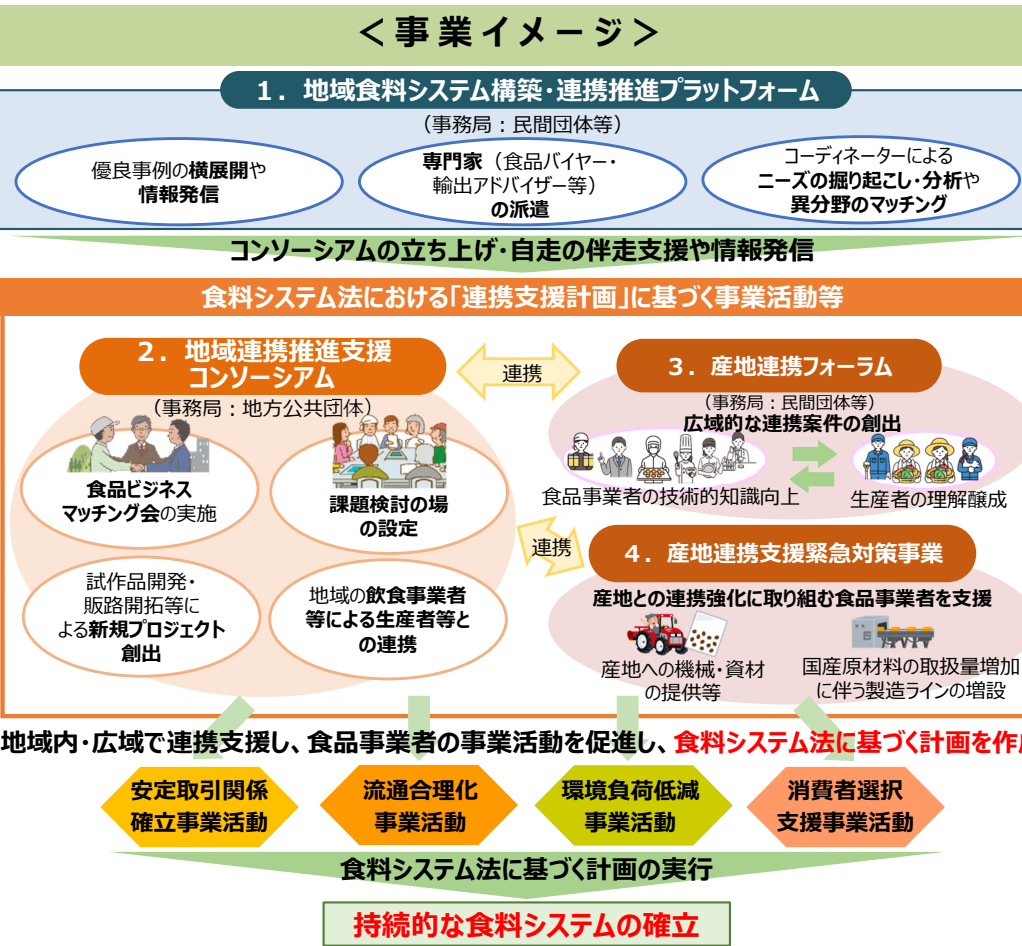 ＜事業イメージ＞
１．地域食料システム構築・連携推進プラットフォーム
（事務局：民間団体等）
優良事例の横展開や
情報発信
専門家（食品バイヤー・
輸出アドバイザー等）
の派遣
コーディネーターによる
ニーズの掘り起こし・分析や
異分野のマッチング
コンソーシアムの立ち上げ・自走の伴走支援や情報発信
食料システム法における「連携支援計画」に基づく事業活動等
２．地域連携推進支援
コンソーシアム
（事務局：地方公共団体）
食品ビジネス
マッチング会の実施
課題検討の場
の設定
試作品開発・
販路開拓等に
よる新規プロジェクト
創出
地域の飲食事業者
等による生産者等と
の連携
連携
３．産地連携フォーラム
（事務局：民間団体等）
広域的な連携案件の創出
食品事業者の技術的知識向上
生産者の理解醸成
連携
４．産地連携支援緊急対策事業
産地との連携強化に取り組む食品事業者を支援
産地への機械・資材
の提供等
国産原材料の取扱量増加
に伴う製造ラインの増設
地域内・広域で連携支援し、食品事業者の事業活動を促進し、食料システム法に基づく計画を作
安定取引関係
確立事業活動
流通合理化
事業活動
環境負荷低減
事業活動
消費者選択
支援事業活動
食料システム法に基づく計画の実行
持続的な食料システムの確立